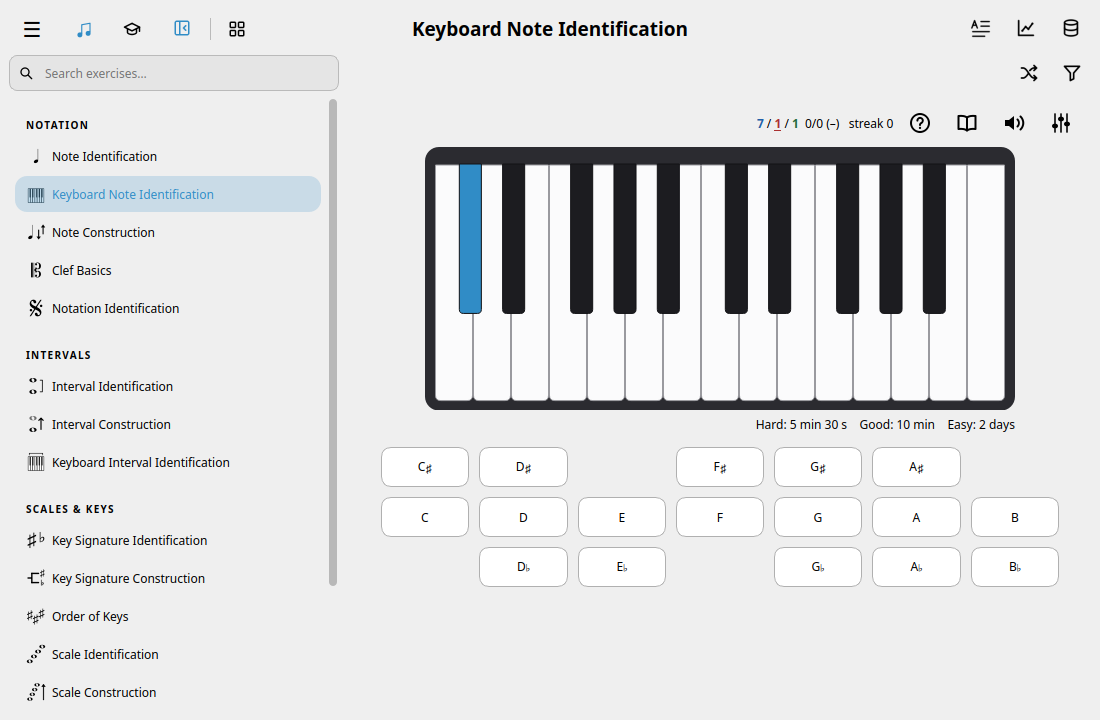 Keyboard Note Identification
Search exercises...
NOTATION
Note Identification
Keyboard Note Identification
Note Construction
Clef Basics
Notation Identification
INTERVALS
Interval Identification
Interval Construction
Keyboard Interval Identification
SCALES & KEYS
Key Signature Identification
Key Signature Construction
Order of Keys
Scale Identification
Scale Construction
7 / 1 / 1 0/0 (–) streak 0
Hard: 5 min 30 s Good: 10 min Easy: 2 days
C♯ D♯ F♯ G♯ A♯
C D E F G A B
D♭ E♭ G♭ A♭ B♭